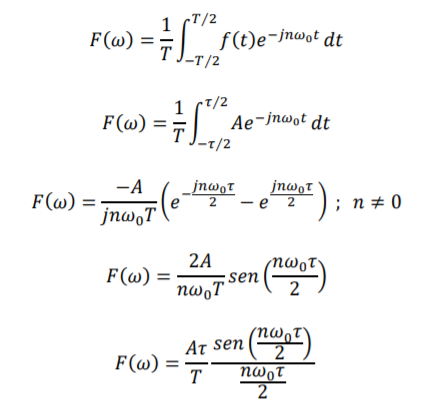 F(ω) = 1/T ∫_{-T/2}^{T/2} f(t)e^{-jnω₀t} dt
F(ω) = 1/T ∫_{-τ/2}^{τ/2} Ae^{-jnω₀t} dt
F(ω) = -A/(jnω₀T) (e^{-jnω₀τ/2} - e^{jnω₀τ/2}) ; n ≠ 0
F(ω) = 2A/(nω₀T) sen(nω₀τ/2)
F(ω) = Aτ/T sen(nω₀τ/2)/(nω₀τ/2)